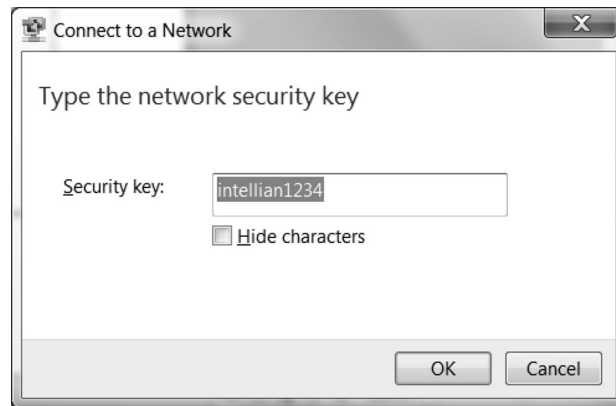 Connect to a Network
Type the network security key
Security key: intellian1234
Hide characters
OK Cancel